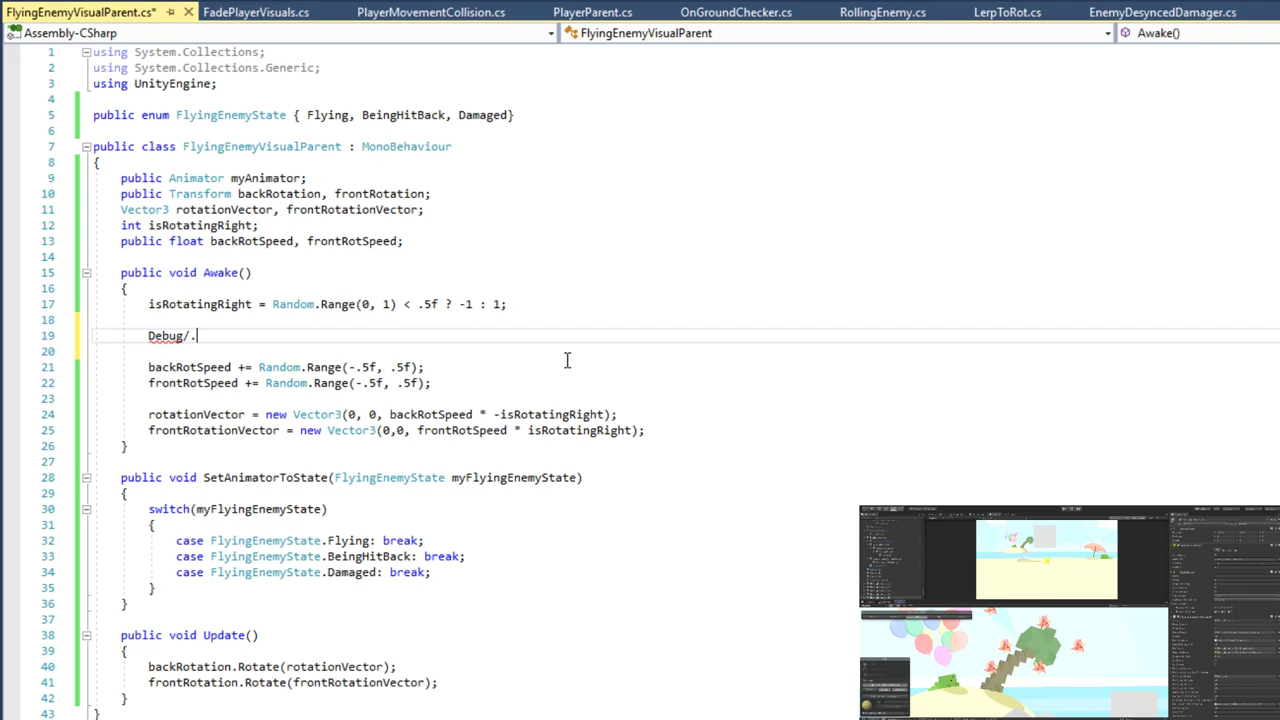 FlyingEnemyVisualParent.cs* FadePlayerVisuals.cs PlayerMovementCollision.cs PlayerParent.cs OnGroundChecker.cs RollingEnemy.cs LerpToRot.cs EnemyDesyncedDamager.cs
Assembly-CSharp FlyingEnemyVisualParent Awake()
1 using System.Collections;
2 using System.Collections.Generic;
3 using UnityEngine;
4
5 public enum FlyingEnemyState { Flying, BeingHitBack, Damaged}
6
7 public class FlyingEnemyVisualParent : MonoBehaviour
8 {
9 public Animator myAnimator;
10 public Transform backRotation, frontRotation;
11 Vector3 rotationVector, frontRotationVector;
12 int isRotatingRight;
13 public float backRotSpeed, frontRotSpeed;
14
15 public void Awake()
16 {
17 isRotatingRight = Random.Range(0, 1) < .5f ? -1 : 1;
18
19 Debug/.
20
21 backRotSpeed += Random.Range(-.5f, .5f);
22 frontRotSpeed += Random.Range(-.5f, .5f);
23
24 rotationVector = new Vector3(0, 0, backRotSpeed * -isRotatingRight);
25 frontRotationVector = new Vector3(0,0, frontRotSpeed * isRotatingRight);
26 }
27
28 public void SetAnimatorToState(FlyingEnemyState myFlyingEnemyState)
29 {
30 switch(myFlyingEnemyState)
31 {
32 case FlyingEnemyState.Flying: break;
33 case FlyingEnemyState.BeingHitBack: break;
34 case FlyingEnemyState.Damaged: break;
35 }
36 }
37
38 public void Update()
39 {
40 backRotation.Rotate(rotationVector);
41 frontRotation.Rotate(frontRotationVector);
42 }
43